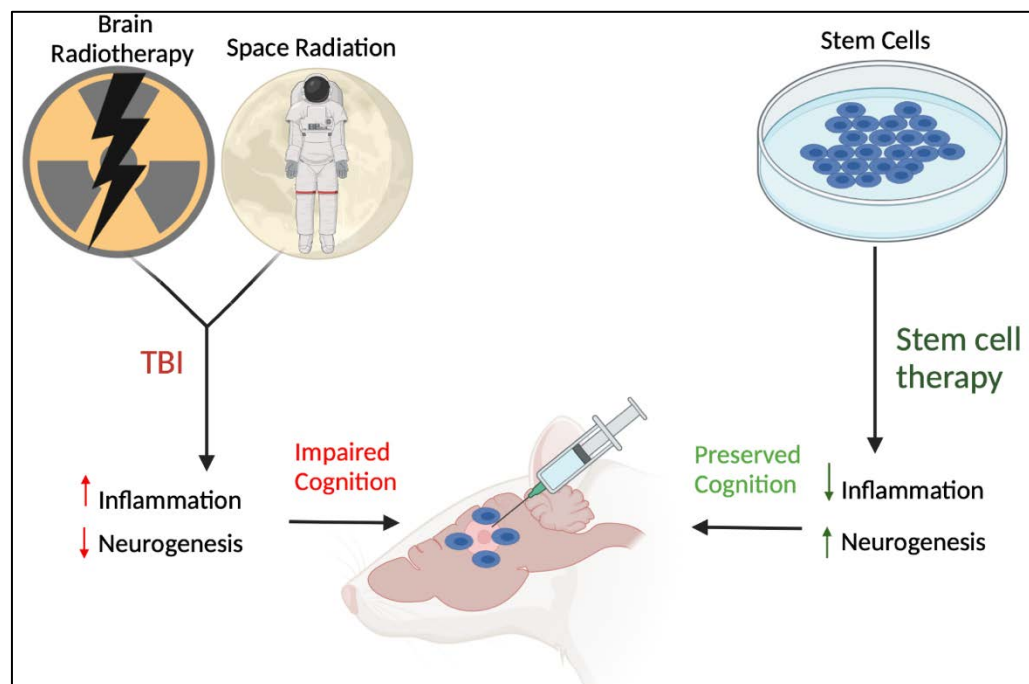 Brain
Radiotherapy
Space Radiation
Stem Cells
TBI
Stem cell
therapy
Impaired
Cognition
Preserved
Cognition
↑ Inflammation
↓ Neurogenesis
↓ Inflammation
↑ Neurogenesis